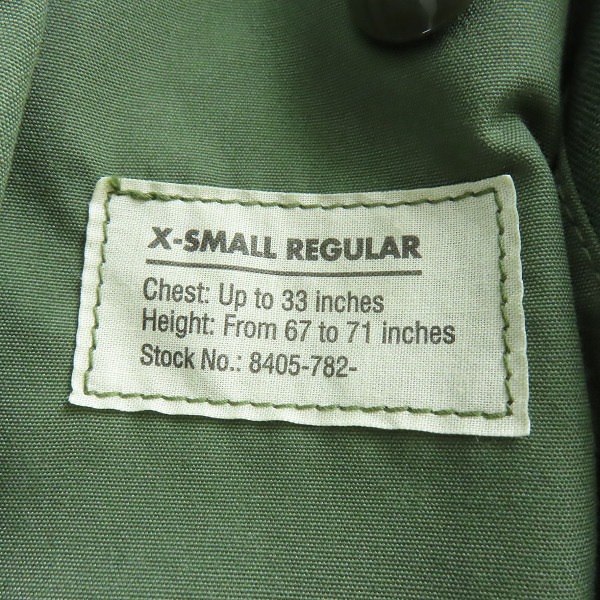 X-SMALL REGULAR
Chest: Up to 33 inches
Height: From 67 to 71 inches
Stock No.: 8405-782-